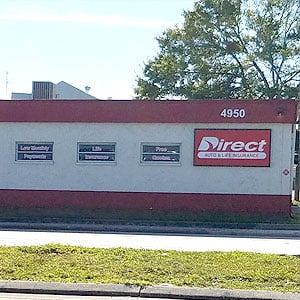 4950
Low Monthly
Payments
Life
Insurance
Free
Quotes
Direct
AUTO & LIFE INSURANCE